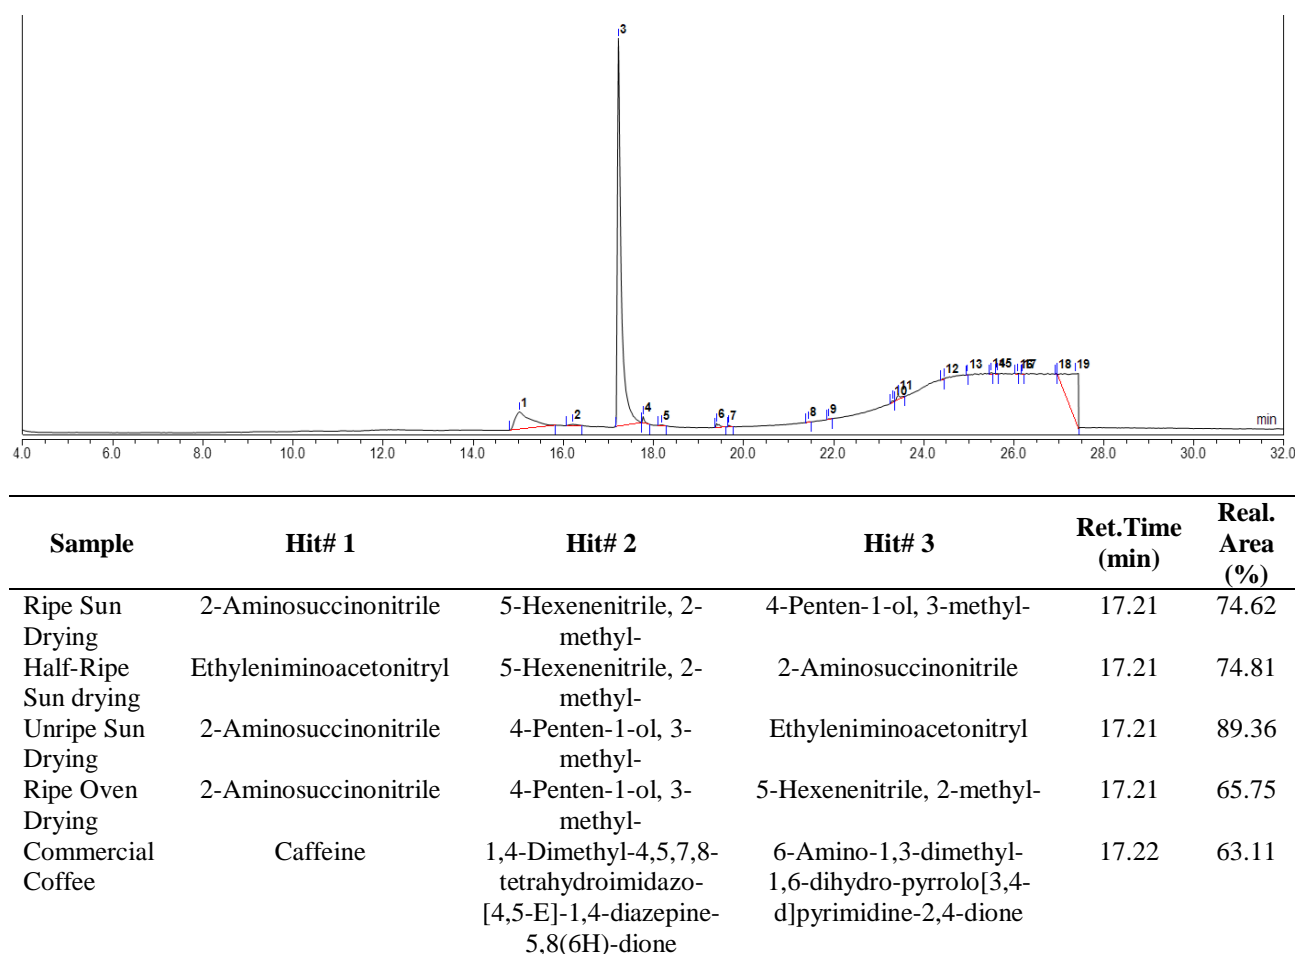 3
1
2
4
5
6
7
8
9
10
11
12
13
14
15
16
17
18
19
min
4.0 6.0 8.0 10.0 12.0 14.0 16.0 18.0 20.0 22.0 24.0 26.0 28.0 30.0 32.0
Sample Hit# 1 Hit# 2 Hit# 3 Ret.Time (min) Real. Area (%)
Ripe Sun Drying 2-Aminosuccinonitrile 5-Hexenenitrile, 2-methyl- 4-Penten-1-ol, 3-methyl- 17.21 74.62
Half-Ripe Sun drying Ethyleniminoacetonitryl 5-Hexenenitrile, 2-methyl- 2-Aminosuccinonitrile 17.21 74.81
Unripe Sun Drying 2-Aminosuccinonitrile 4-Penten-1-ol, 3-methyl- Ethyleniminoacetonitryl 17.21 89.36
Ripe Oven Drying 2-Aminosuccinonitrile 4-Penten-1-ol, 3-methyl- 5-Hexenenitrile, 2-methyl- 17.21 65.75
Commercial Coffee Caffeine 1,4-Dimethyl-4,5,7,8-tetrahydroimidazo-[4,5-E]-1,4-diazepine-5,8(6H)-dione 6-Amino-1,3-dimethyl-1,6-dihydro-pyrrolo[3,4-d]pyrimidine-2,4-dione 17.22 63.11